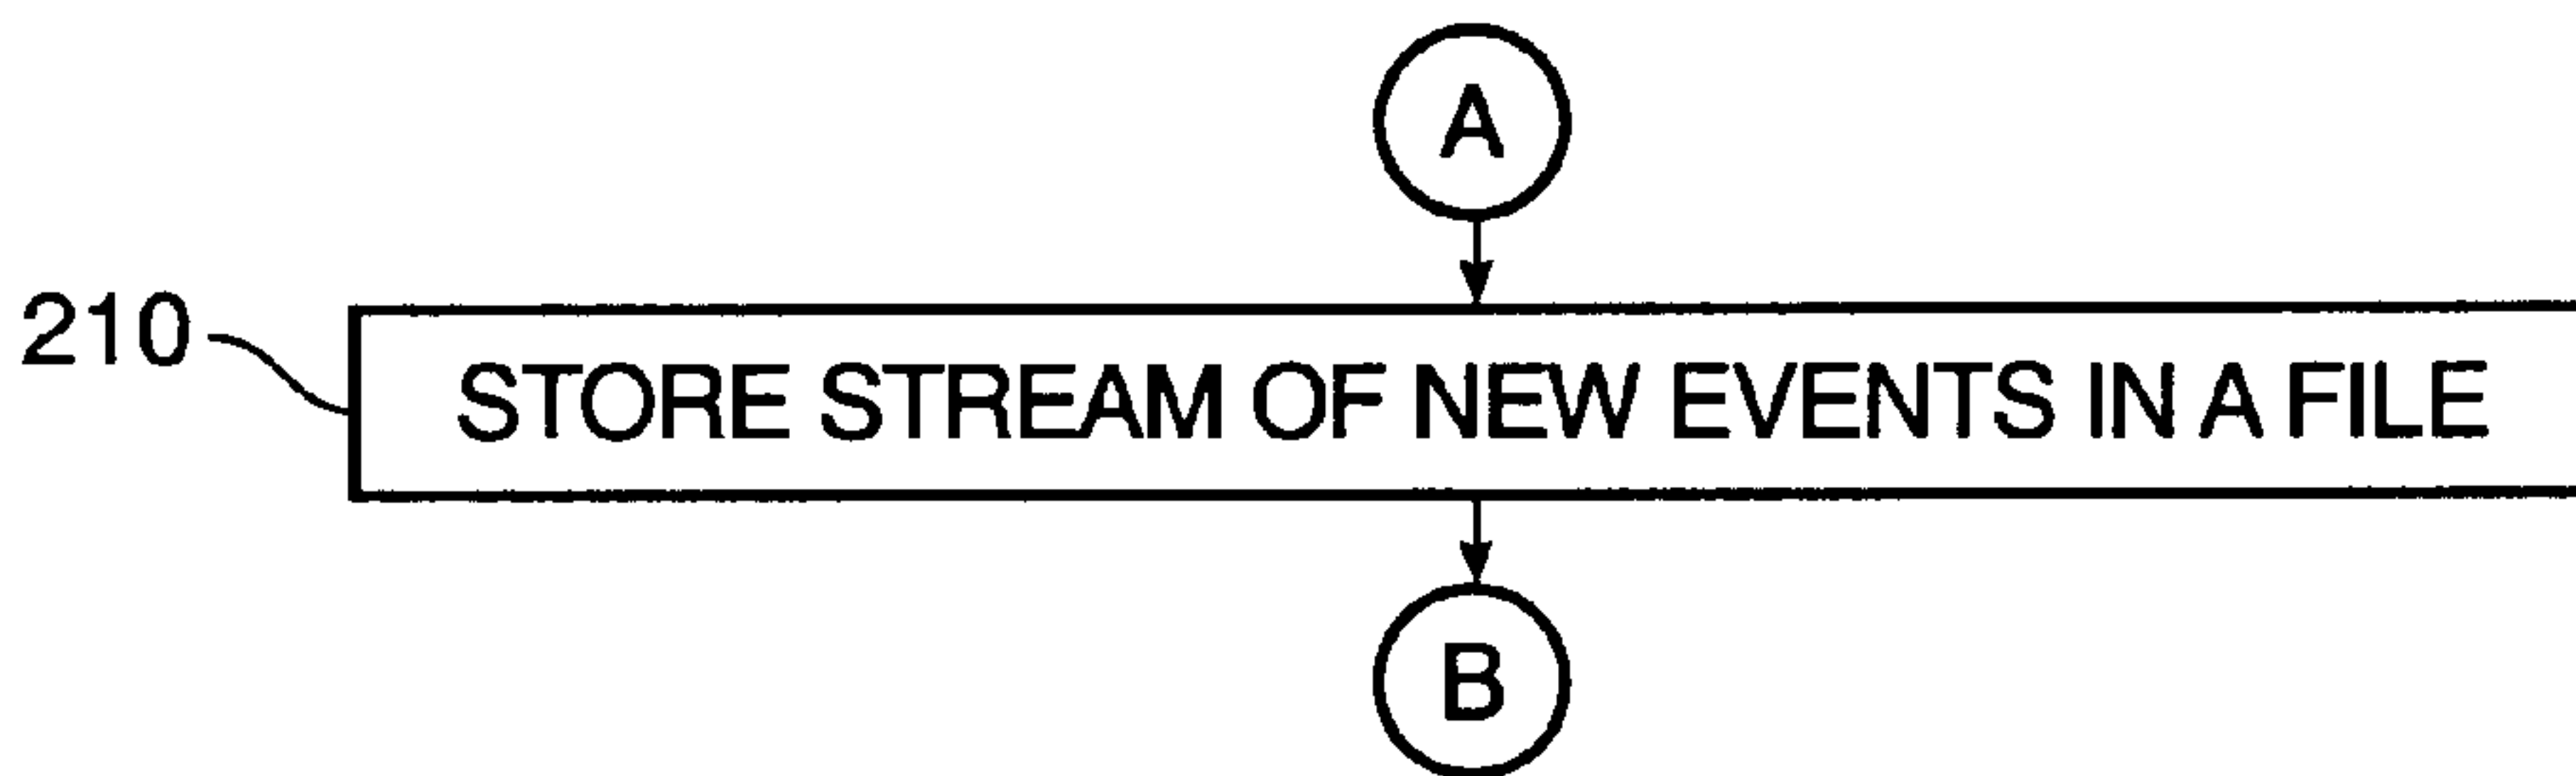 A
210
STORE STREAM OF NEW EVENTS IN A FILE
B